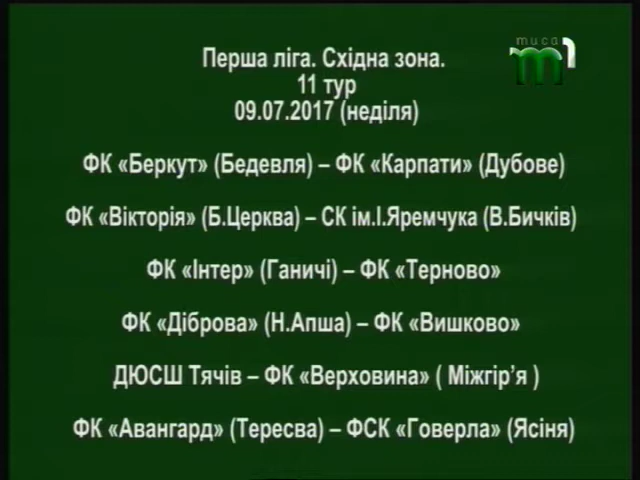 тиса 1
Перша ліга. Східна зона.
11 тур
09.07.2017 (неділя)
ФК «Беркут» (Бедевля) – ФК «Карпати» (Дубове)
ФК «Вікторія» (Б.Церква) – СК ім.І.Яремчука (В.Бичків)
ФК «Інтер» (Ганичі) – ФК «Терново»
ФК «Діброва» (Н.Апша) – ФК «Вишково»
ДЮСШ Тячів – ФК «Верховина» ( Міжгір’я )
ФК «Авангард» (Тересва) – ФСК «Говерла» (Ясіня)